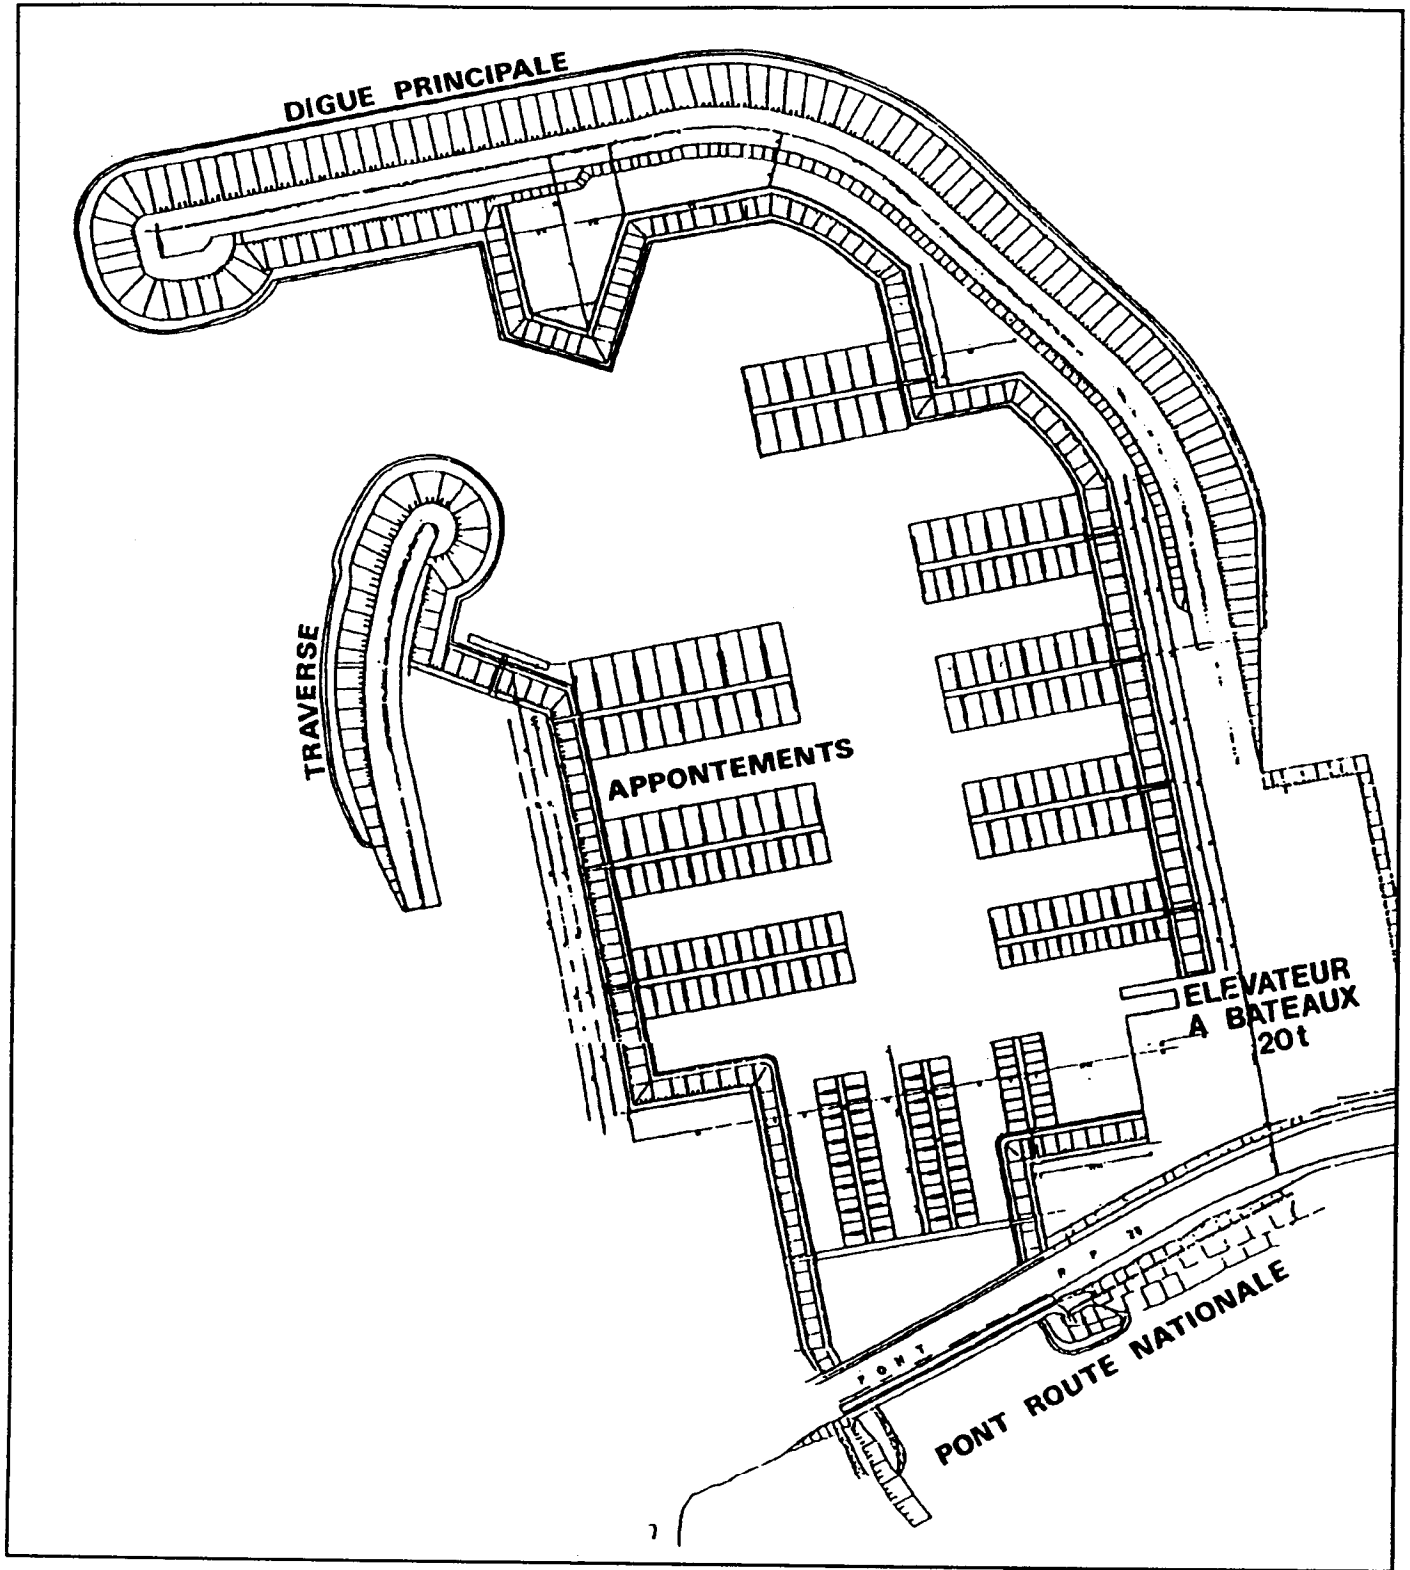 DIGUE PRINCIPALE
TRAVERSE
APPONTEMENTS
ELEVATEUR
A BATEAUX
20t
PONT
PONT ROUTE NATIONALE